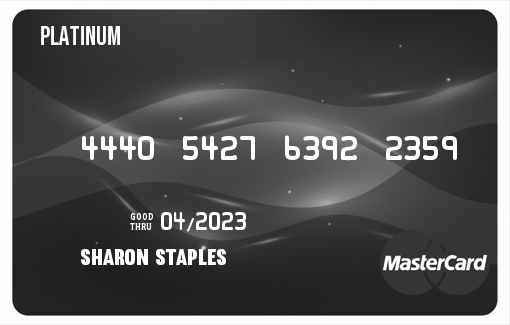 PLATINUM
4440 5427 6392 2359
GOOD THRU 04/2023
SHARON STAPLES
MasterCard